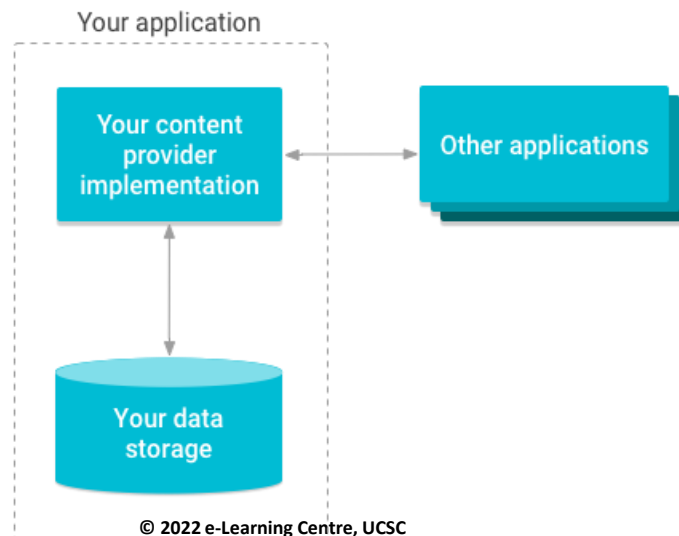 Your application
Your content
provider
implementation
Other applications
Your data
storage
© 2022 e-Learning Centre, UCSC